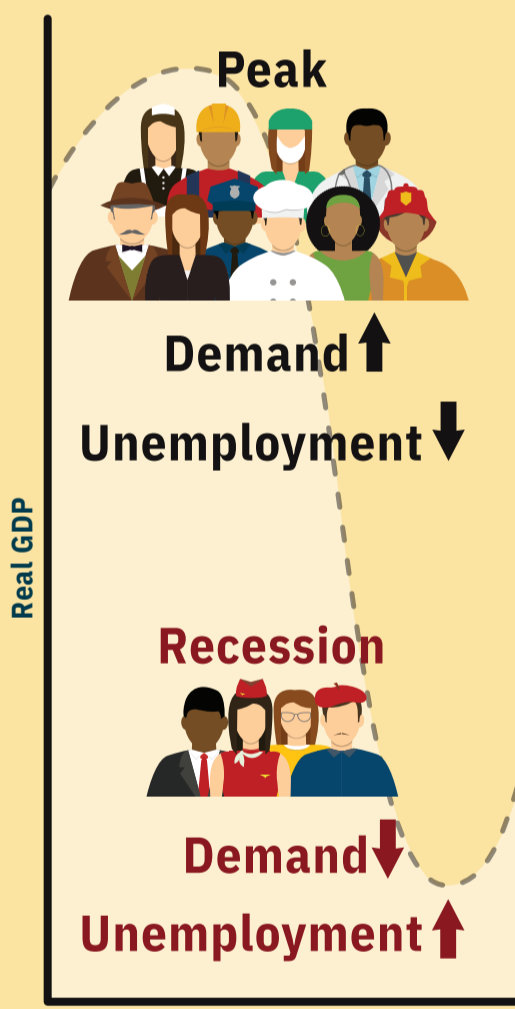 Peak
Demand
Unemployment
Real GDP
Recession
Demand
Unemployment